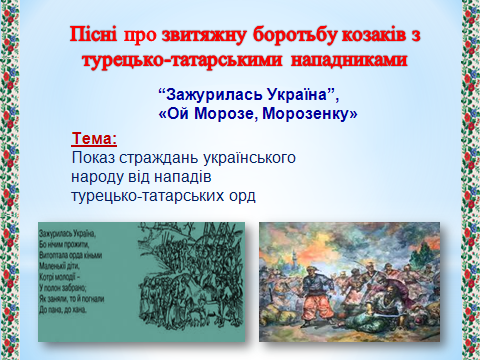 Пісні про звитяжну боротьбу козаків з
турецько-татарськими нападниками
“Зажурилась Україна”,
«Ой Морозе, Морозенку»
Тема:
Показ страждань українського
народу від нападів
турецько-татарських орд
Зажурилась Україна,
Бо нічим прожити,
Витоптала орда кіньми
Маленькії діти,
Котрі молодії –
У полон забрано;
Як заняли, то й погнали
До пана, до хана.